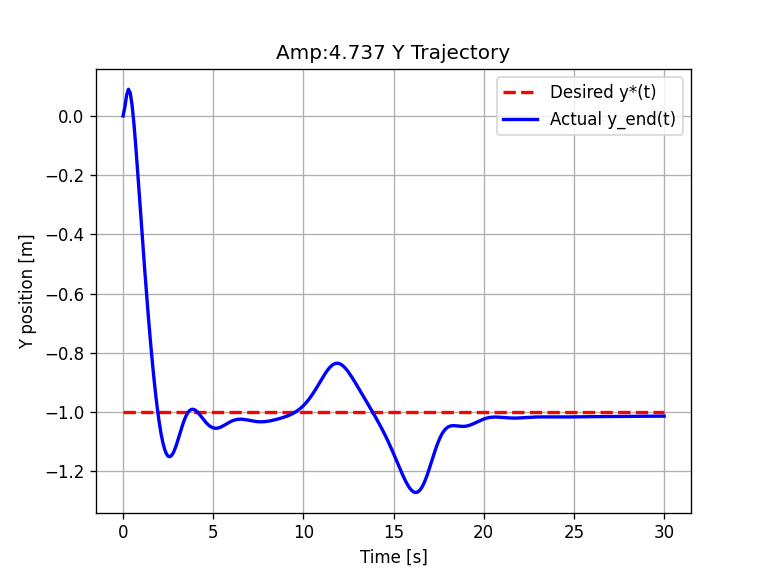 Amp:4.737 Y Trajectory
Desired y*(t)
Actual y_end(t)
Y position [m]
0.0
−0.2
−0.4
−0.6
−0.8
−1.0
−1.2
0 5 10 15 20 25 30
Time [s]